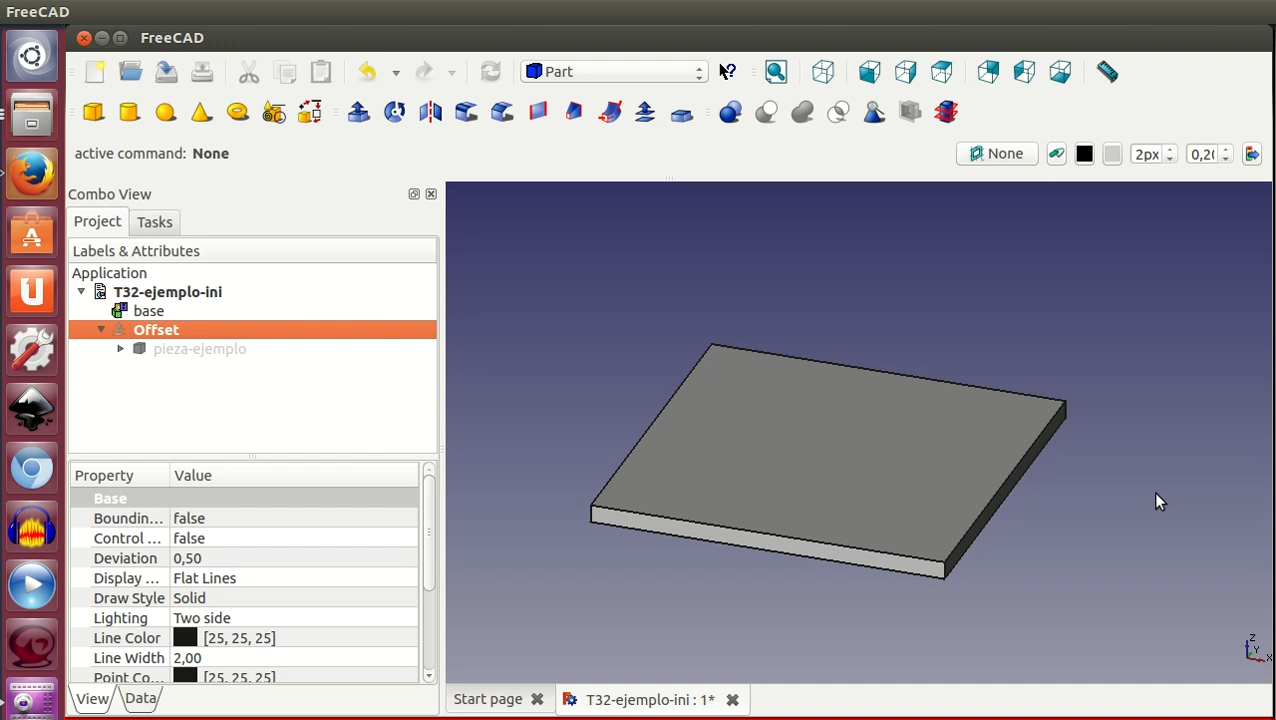 FreeCAD
FreeCAD
Part
active command: None
None
2px
0,2(
Combo View
Project
Tasks
Labels & Attributes
Application
T32-ejemplo-ini
base
Offset
pieza-ejemplo
Property Value
Base
Boundin... false
Control ... false
Deviation 0,50
Display ... Flat Lines
Draw Style Solid
Lighting Two side
Line Color [25, 25, 25]
Line Width 2,00
Point Co... [25, 25, 25]
View
Data
Start page
T32-ejemplo-ini : 1*
Z
Y
X